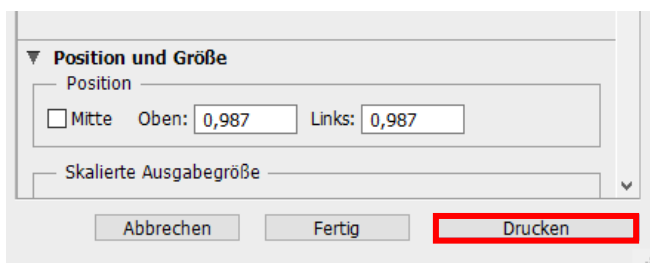 Position und Größe
Position
Mitte Oben: 0,987 Links: 0,987
Skalierte Ausgabegröße
Abbrechen Fertig Drucken